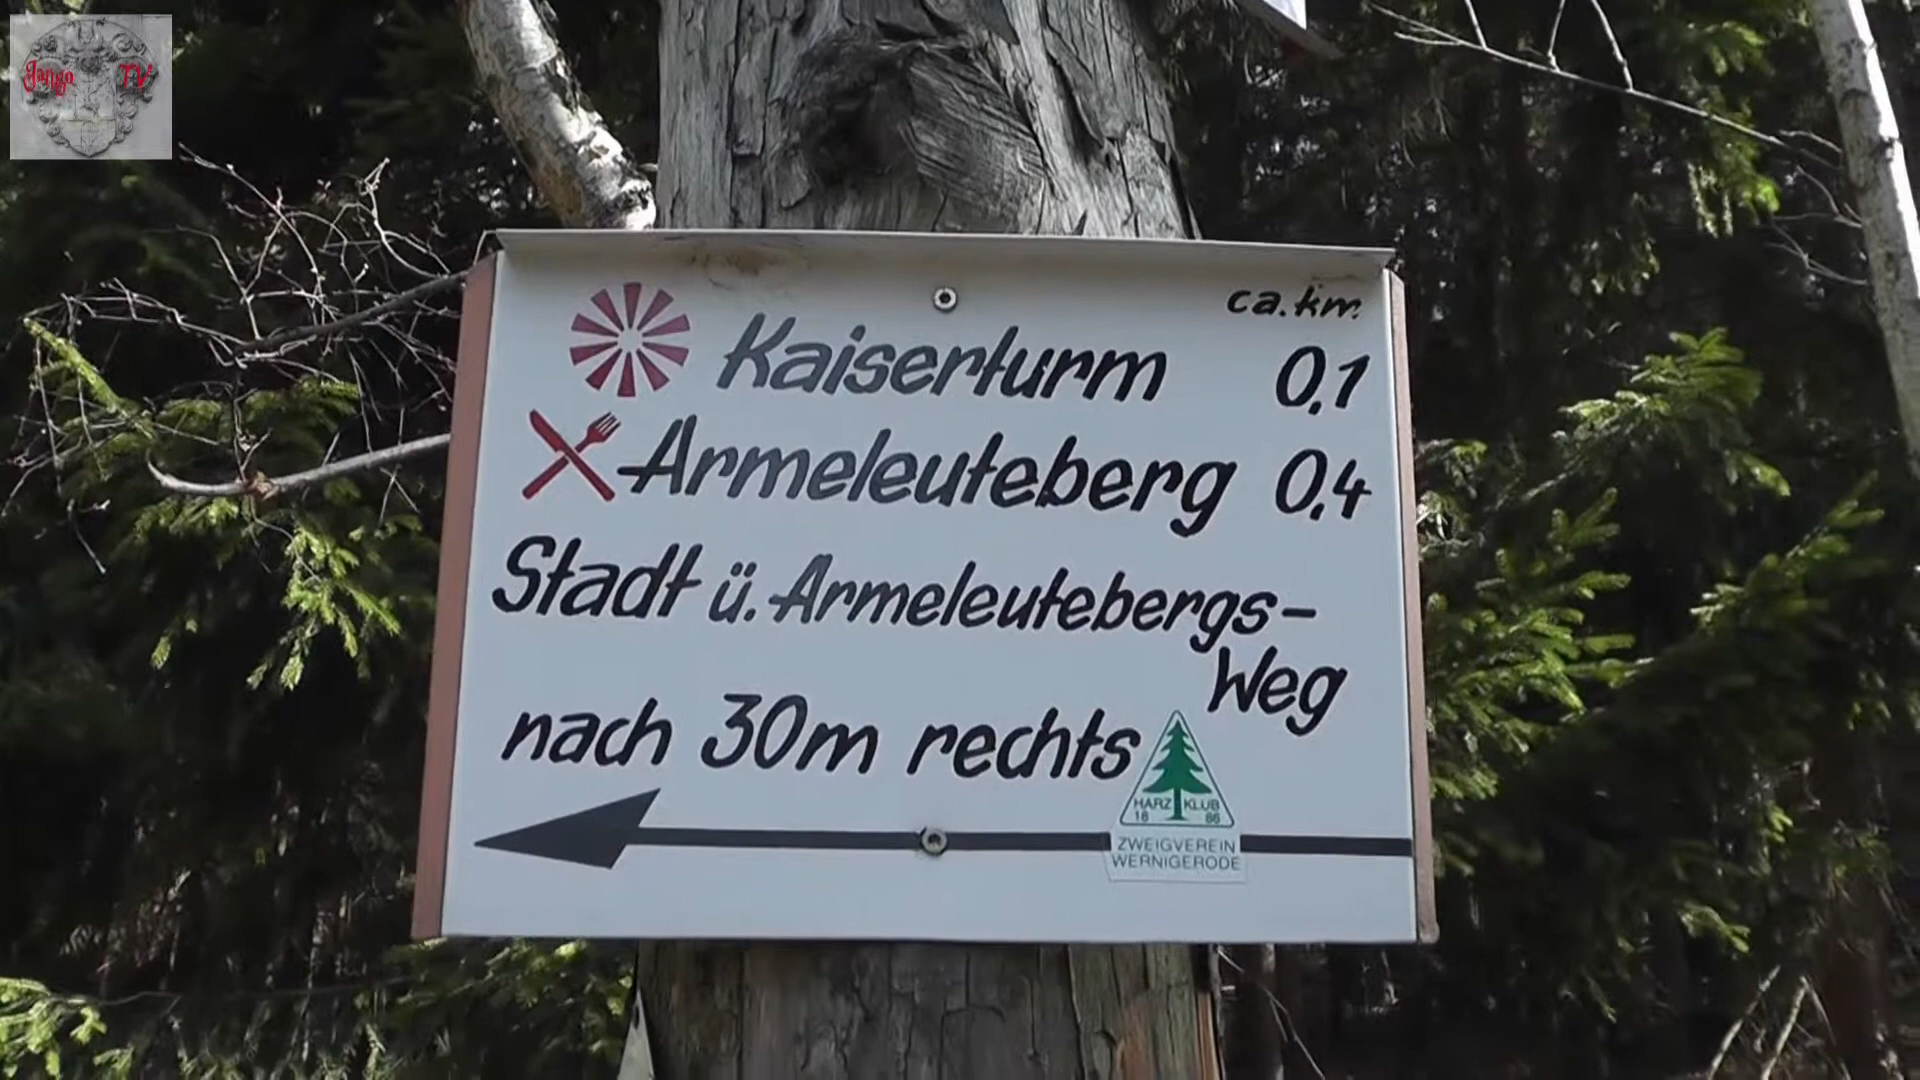 Jango TV
ca. km
Kaiserturm 0,1
Armeleuteberg 0,4
Stadt ü. Armeleutebergs-
Weg
nach 30m rechts
HARZ KLUB
18 86
ZWEIGVEREIN
WERNIGERODE